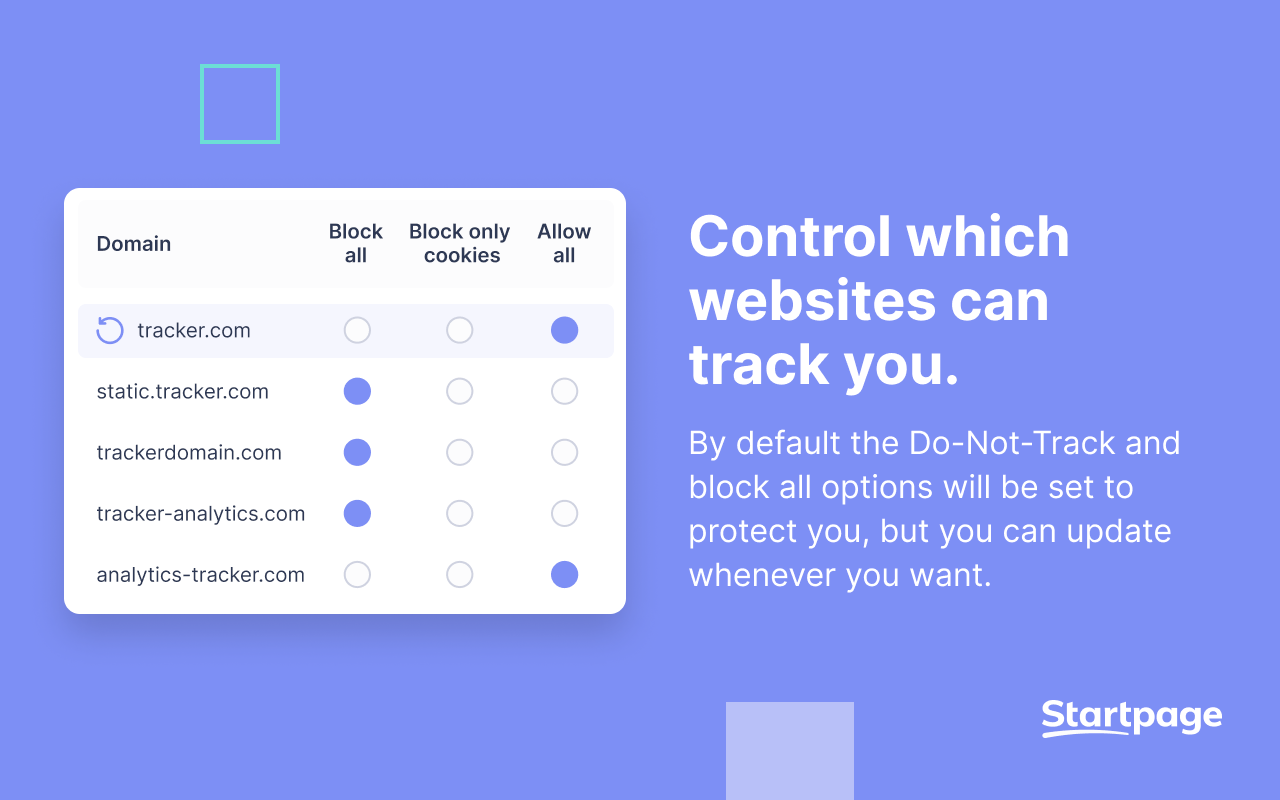 Domain
Block all
Block only cookies
Allow all
tracker.com
static.tracker.com
trackerdomain.com
tracker-analytics.com
analytics-tracker.com
Control which
websites can
track you.
By default the Do-Not-Track and
block all options will be set to
protect you, but you can update
whenever you want.
Startpage